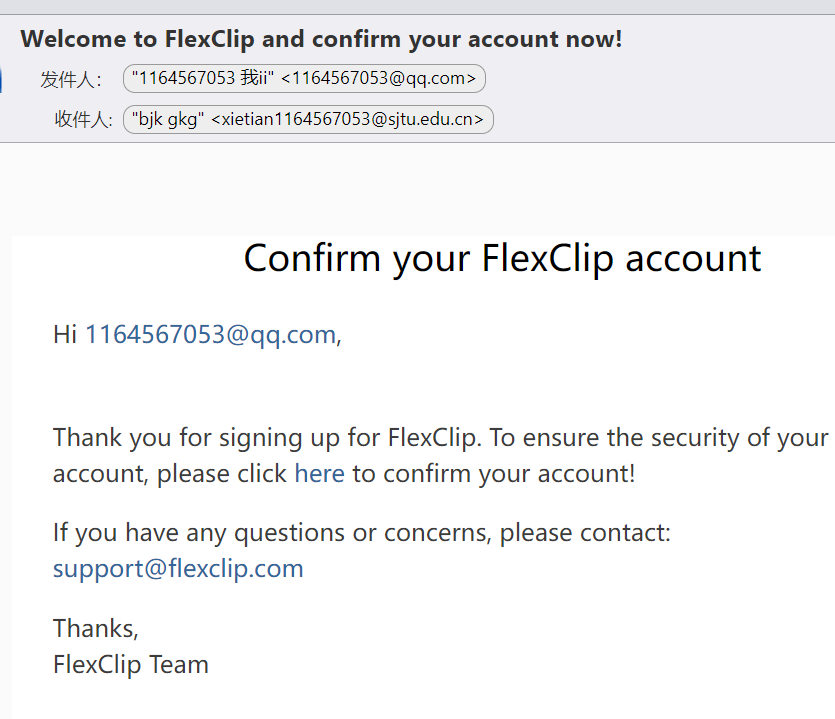 Welcome to FlexClip and confirm your account now!
发件人： "1164567053 我ii" <1164567053@qq.com>
收件人: "bjk gkg" <xietian1164567053@sjtu.edu.cn>
Confirm your FlexClip account
Hi 1164567053@qq.com,
Thank you for signing up for FlexClip. To ensure the security of your
account, please click here to confirm your account!
If you have any questions or concerns, please contact:
support@flexclip.com
Thanks,
FlexClip Team